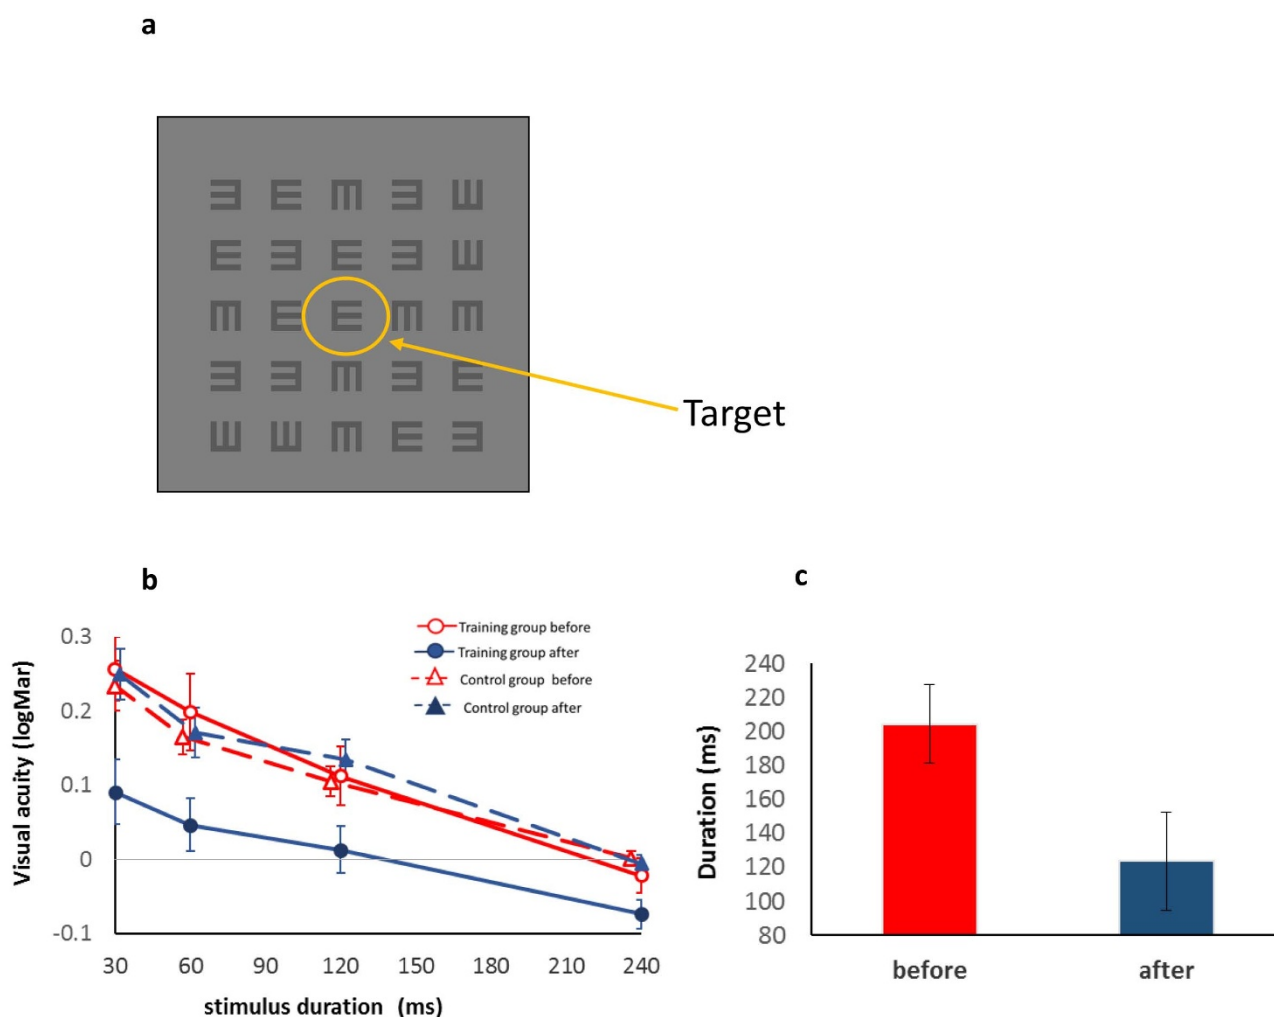 a
Target
b
Training group before
Training group after
Control group before
Control group after
Visual acuity (logMar)
0.3
0.2
0.1
0
-0.1
30 60 90 120 150 180 210 240
stimulus duration (ms)
c
Duration (ms)
240
220
200
180
160
140
120
100
80
before after